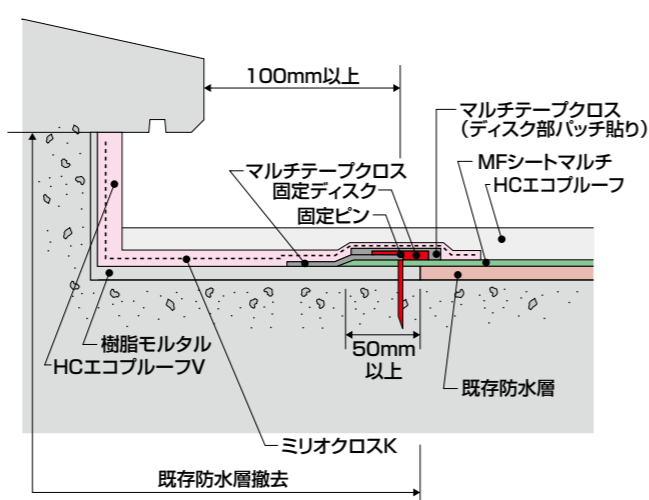 100mm以上
マルチテープクロス
(ディスク部パッチ貼り)
マルチテープクロス
固定ディスク
固定ピン
MFシートマルチ
HCエコプルーフ
樹脂モルタル
HCエコプルーフV
50mm
以上
既存防水層
ミリオクロスK
既存防水層撤去